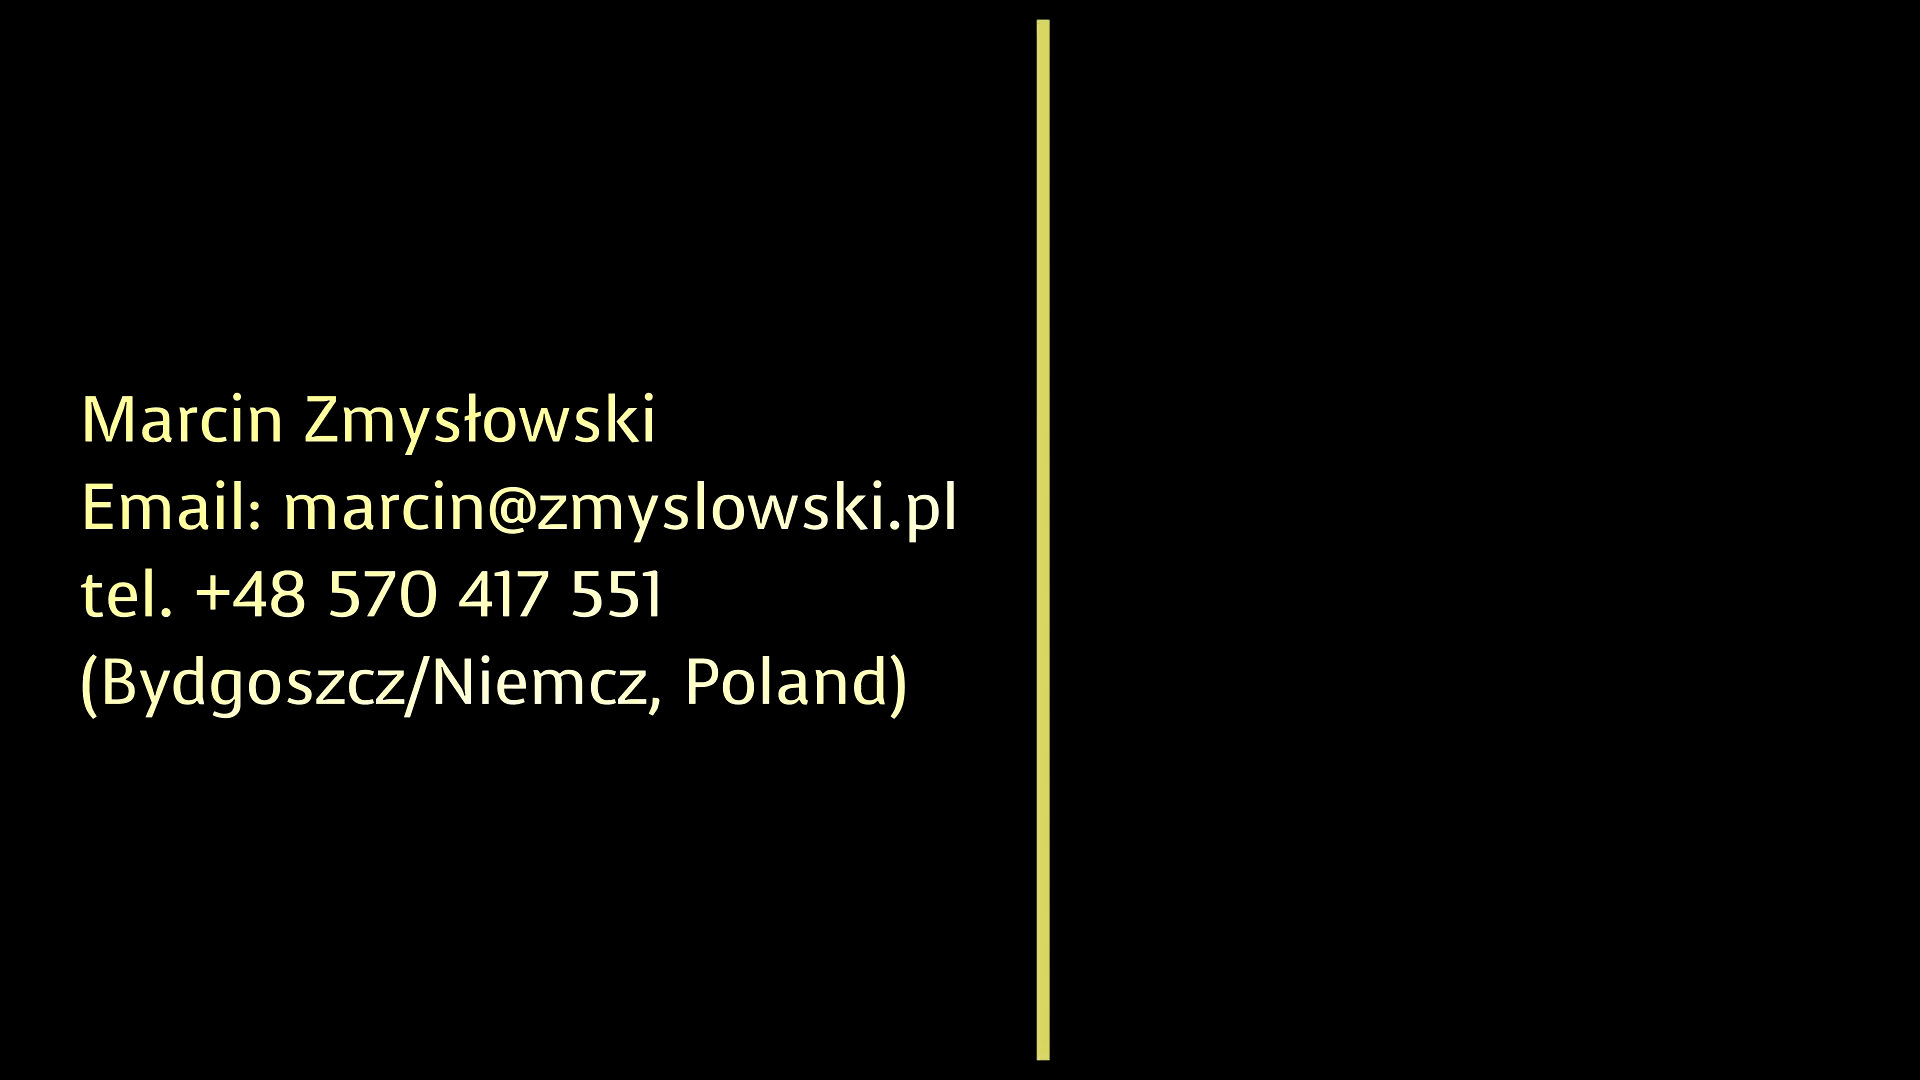 Marcin Zmysłowski
Email: marcin@zmyslowski.pl
tel. +48 570 417 551
(Bydgoszcz/Niemcz, Poland)